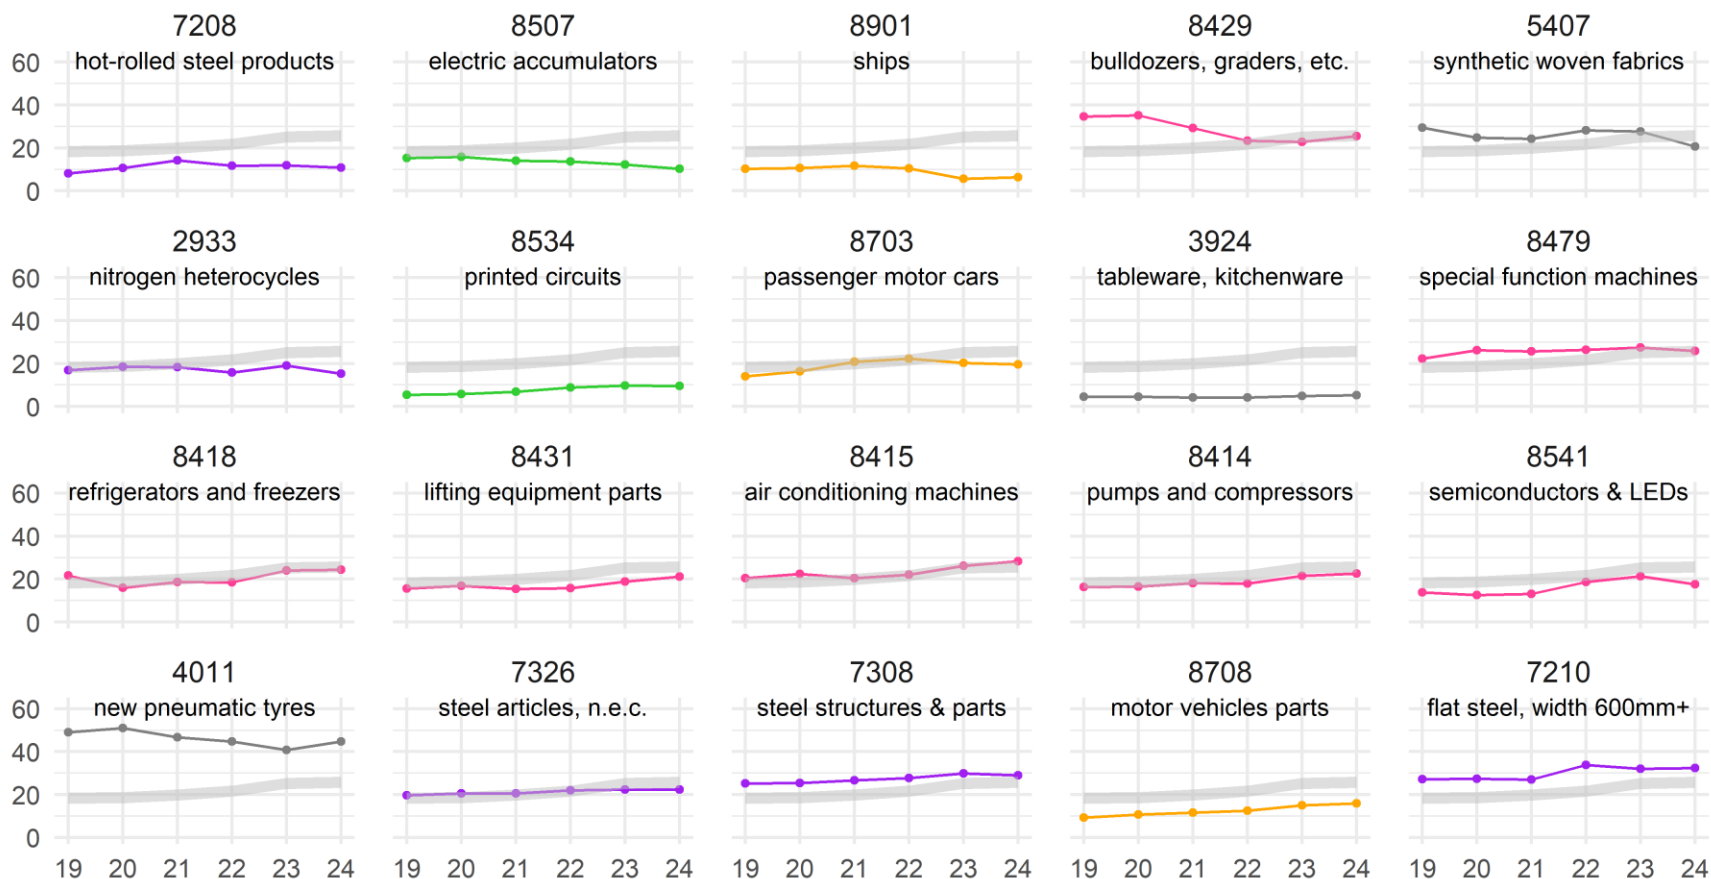 7208 8507 8901 8429 5407
60 hot-rolled steel products electric accumulators ships bulldozers, graders, etc. synthetic woven fabrics
40
20
0
2933 8534 8703 3924 8479
60 nitrogen heterocycles printed circuits passenger motor cars tableware, kitchenware special function machines
40
20
0
8418 8431 8415 8414 8541
60 refrigerators and freezers lifting equipment parts air conditioning machines pumps and compressors semiconductors & LEDs
40
20
0
4011 7326 7308 8708 7210
60 new pneumatic tyres steel articles, n.e.c. steel structures & parts motor vehicles parts flat steel, width 600mm+
40
20
0
19 20 21 22 23 24 19 20 21 22 23 24 19 20 21 22 23 24 19 20 21 22 23 24 19 20 21 22 23 24